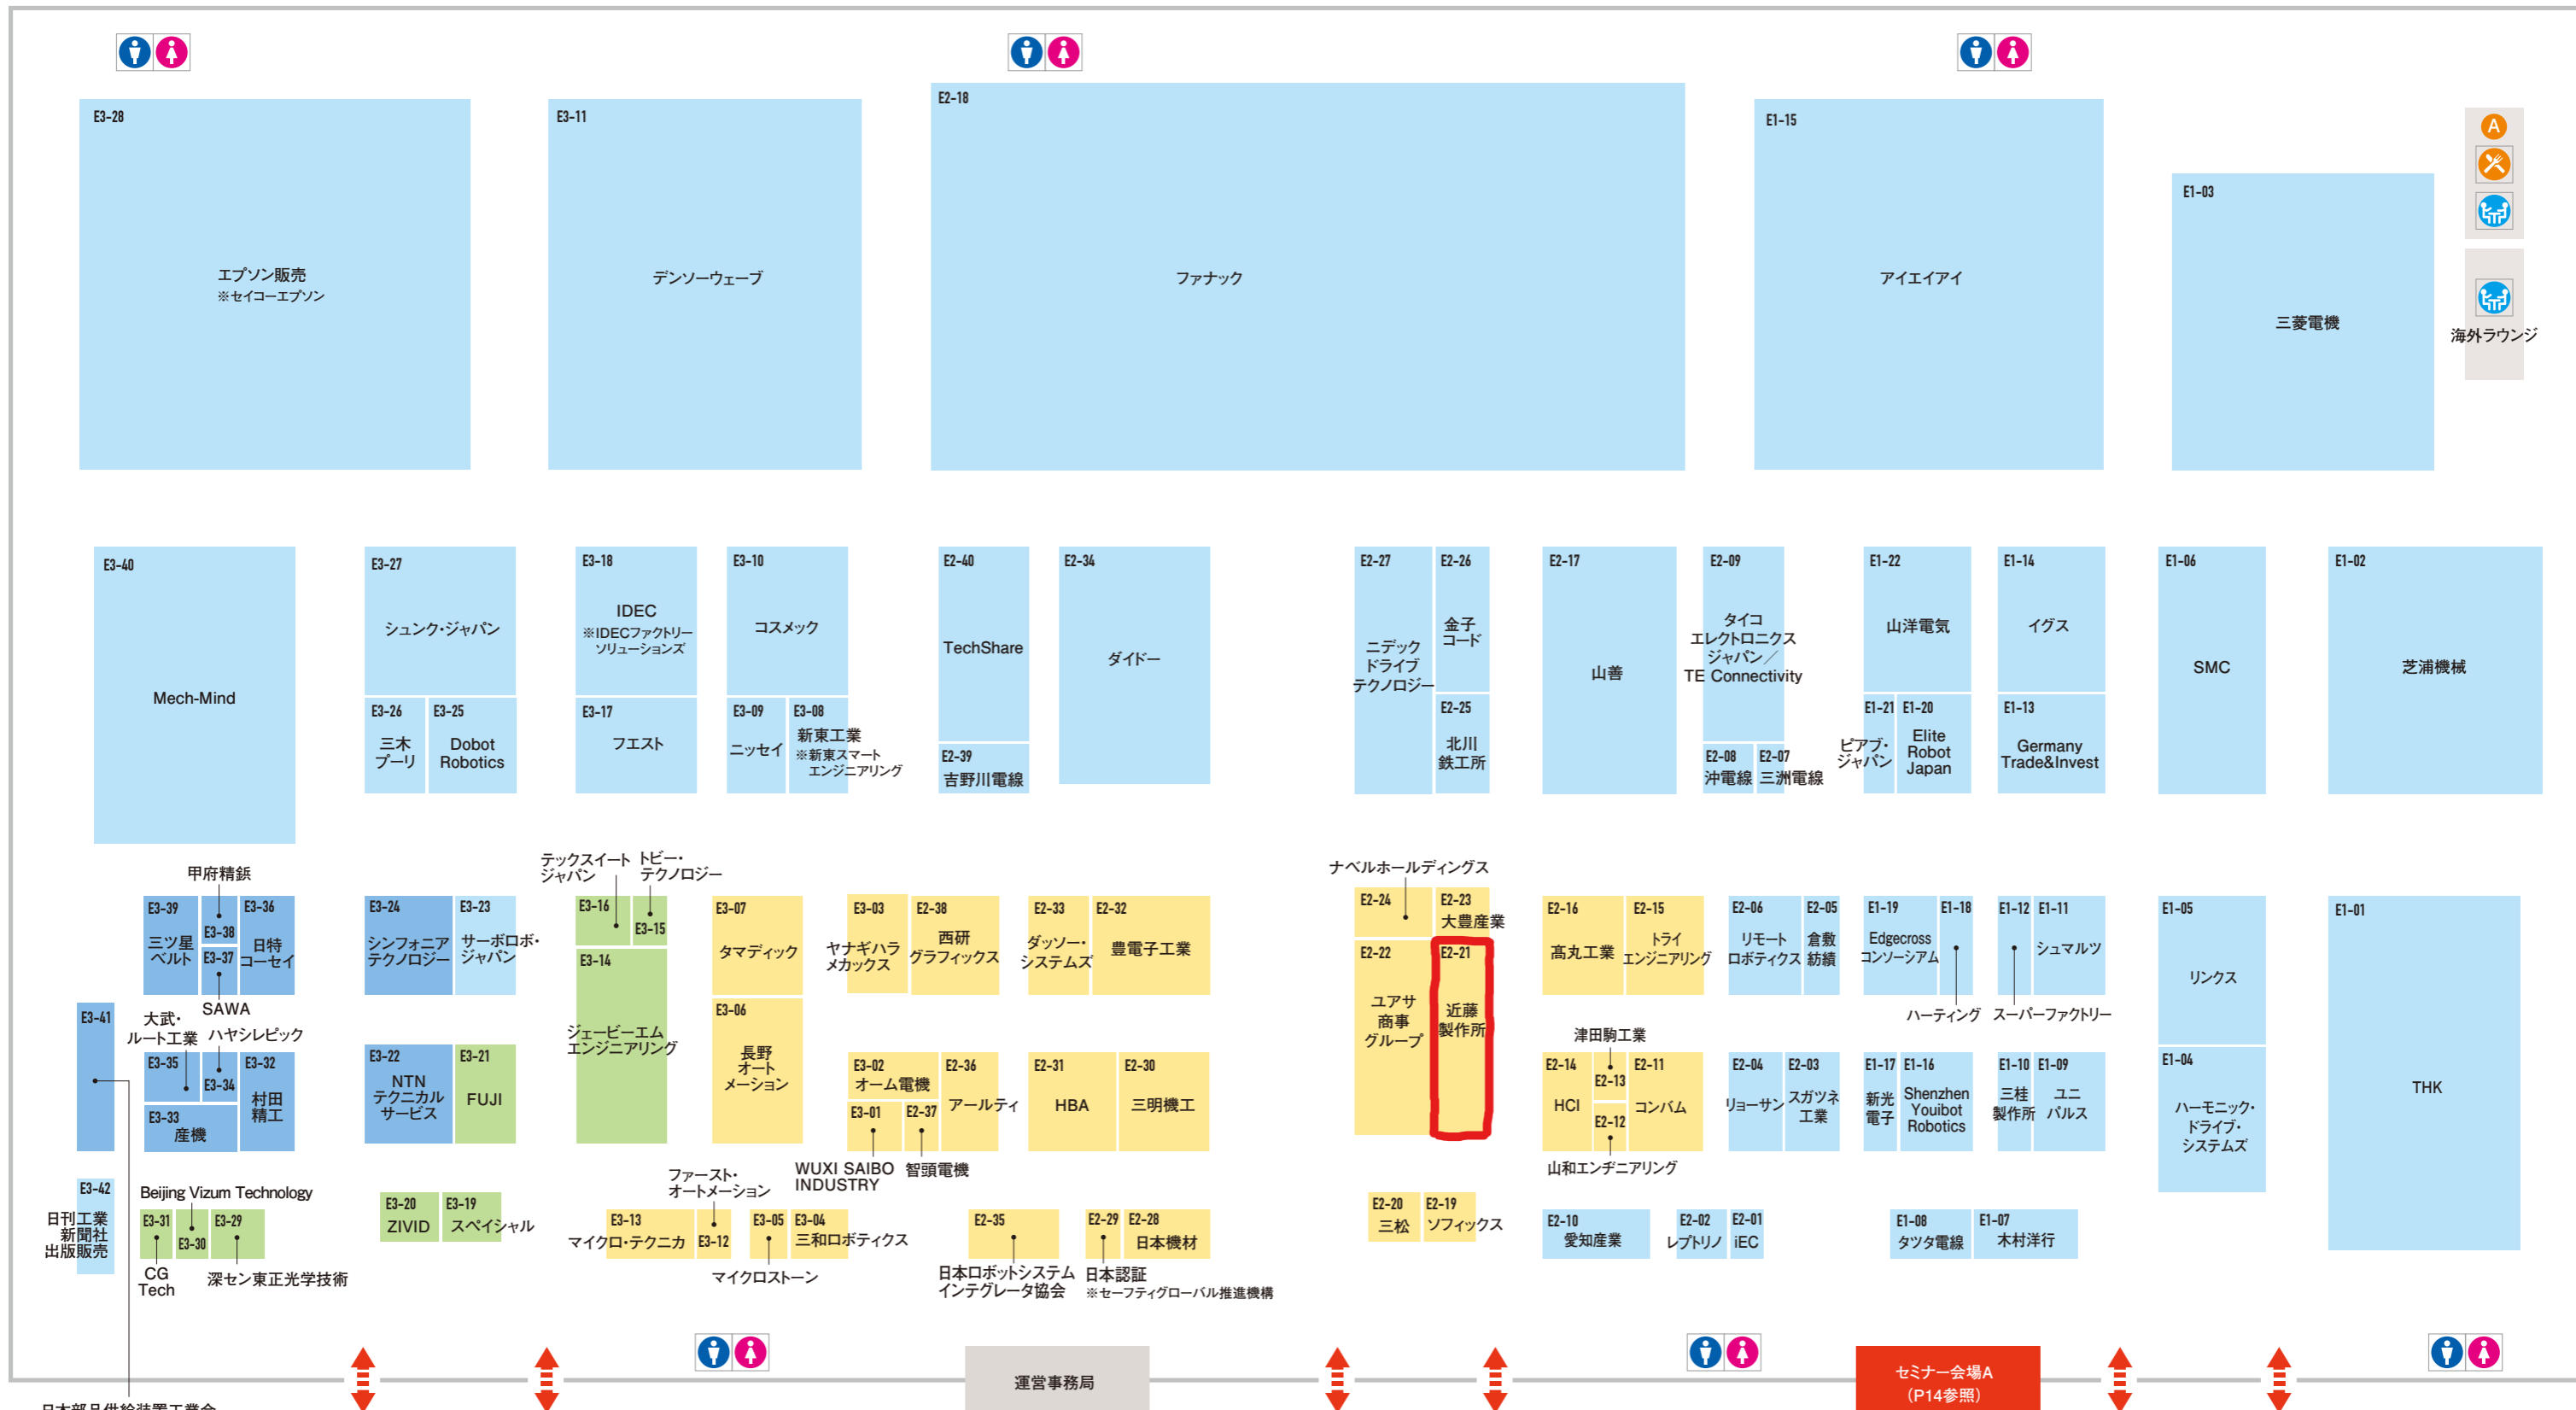 E3-28
エプソン販売
※セイコーエプソン
E3-11
デンソーウェーブ
E2-18
ファナック
E1-15
アイエイアイ
E1-03
三菱電機
A
海外ラウンジ
E3-40
Mech-Mind
E3-27
シュンク・ジャパン
E3-26
三木
プーリ
E3-25
Dobot
Robotics
E3-18
IDEC
※IDECファクトリー
ソリューションズ
E3-17
フエスト
E3-10
コスメック
E3-09
ニッセイ
E3-08
新東工業
※新東スマート
エンジニアリング
E2-40
TechShare
E2-39
吉野川電線
E2-34
ダイドー
E2-27
ニデック
ドライブ
テクノロジー
E2-26
金子
コード
E2-25
北川
鉄工所
E2-17
山善
E2-09
タイコ
エレクトロニクス
ジャパン／
TE Connectivity
E2-08
沖電線
E2-07
三洲電線
E1-22
山洋電気
E1-21
ピアブ・
ジャパン
E1-20
Elite
Robot
Japan
E1-14
イグス
E1-13
Germany
Trade&Invest
E1-06
SMC
E1-02
芝浦機械
甲府精鋲
E3-39
三ツ星
ベルト
E3-38
E3-37
SAWA
E3-36
日特
コーセイ
E3-24
シンフォニア
テクノロジー
E3-23
サーボロボ・
ジャパン
テックスイート
ジャパン
トビー・
テクノロジー
E3-16
E3-15
E3-14
ジェービーエム
エンジニアリング
E3-07
タマディック
E3-06
長野
オート
メーション
E3-03
ヤナギハラ
メカックス
E2-38
西研
グラフィックス
E2-33
ダッソー・
システムズ
E2-32
豊電子工業
ナベルホールディングス
E2-24
E2-23
大豊産業
E2-22
ユアサ
商事
グループ
E2-21
近藤
製作所
E2-16
髙丸工業
E2-15
トライ
エンジニアリング
E2-06
リモート
ロボティクス
E2-05
倉敷
紡績
E1-19
Edgecross
コンソーシアム
E1-18
ハーティング
E1-12
スーパーファクトリー
E1-11
シュマルツ
E1-05
リンクス
E1-01
THK
E3-41
大武・
ルート工業
ハヤシレピック
E3-35
E3-34
E3-33
産機
E3-32
村田
精工
E3-22
NTN
テクニカル
サービス
E3-21
FUJI
E3-02
オーム電機
E3-01
WUXI SAIBO
INDUSTRY
E2-37
智頭電機
E2-36
アールティ
E2-31
HBA
E2-30
三明機工
津田駒工業
E2-14
HCI
E2-13
E2-12
山和エンヂニアリング
E2-11
コンバム
E2-04
リョーサン
E2-03
スガツネ
工業
E1-17
新光
電子
E1-16
Shenzhen
Youibot
Robotics
E1-10
三桂
製作所
E1-09
ユニ
パルス
E1-04
ハーモニック・
ドライブ・
システムズ
E3-42
日刊工業
新聞社
出版販売
Beijing Vizum Technology
E3-31
CG
Tech
E3-30
E3-29
深セン東正光学技術
E3-20
ZIVID
E3-19
スペイシャル
E3-13
マイクロ・テクニカ
ファースト・
オートメーション
E3-12
E3-05
マイクロストーン
E3-04
三和ロボティクス
E2-35
日本ロボットシステム
インテグレータ協会
E2-29
日本認証
※セーフティグローバル推進機構
E2-28
日本機材
E2-20
三松
E2-19
ソフィックス
E2-10
愛知産業
E2-02
レプトリノ
E2-01
iEC
E1-08
タツタ電線
E1-07
木村洋行
運営事務局
セミナー会場A
（P14参照）
日本部品供給装置工業会